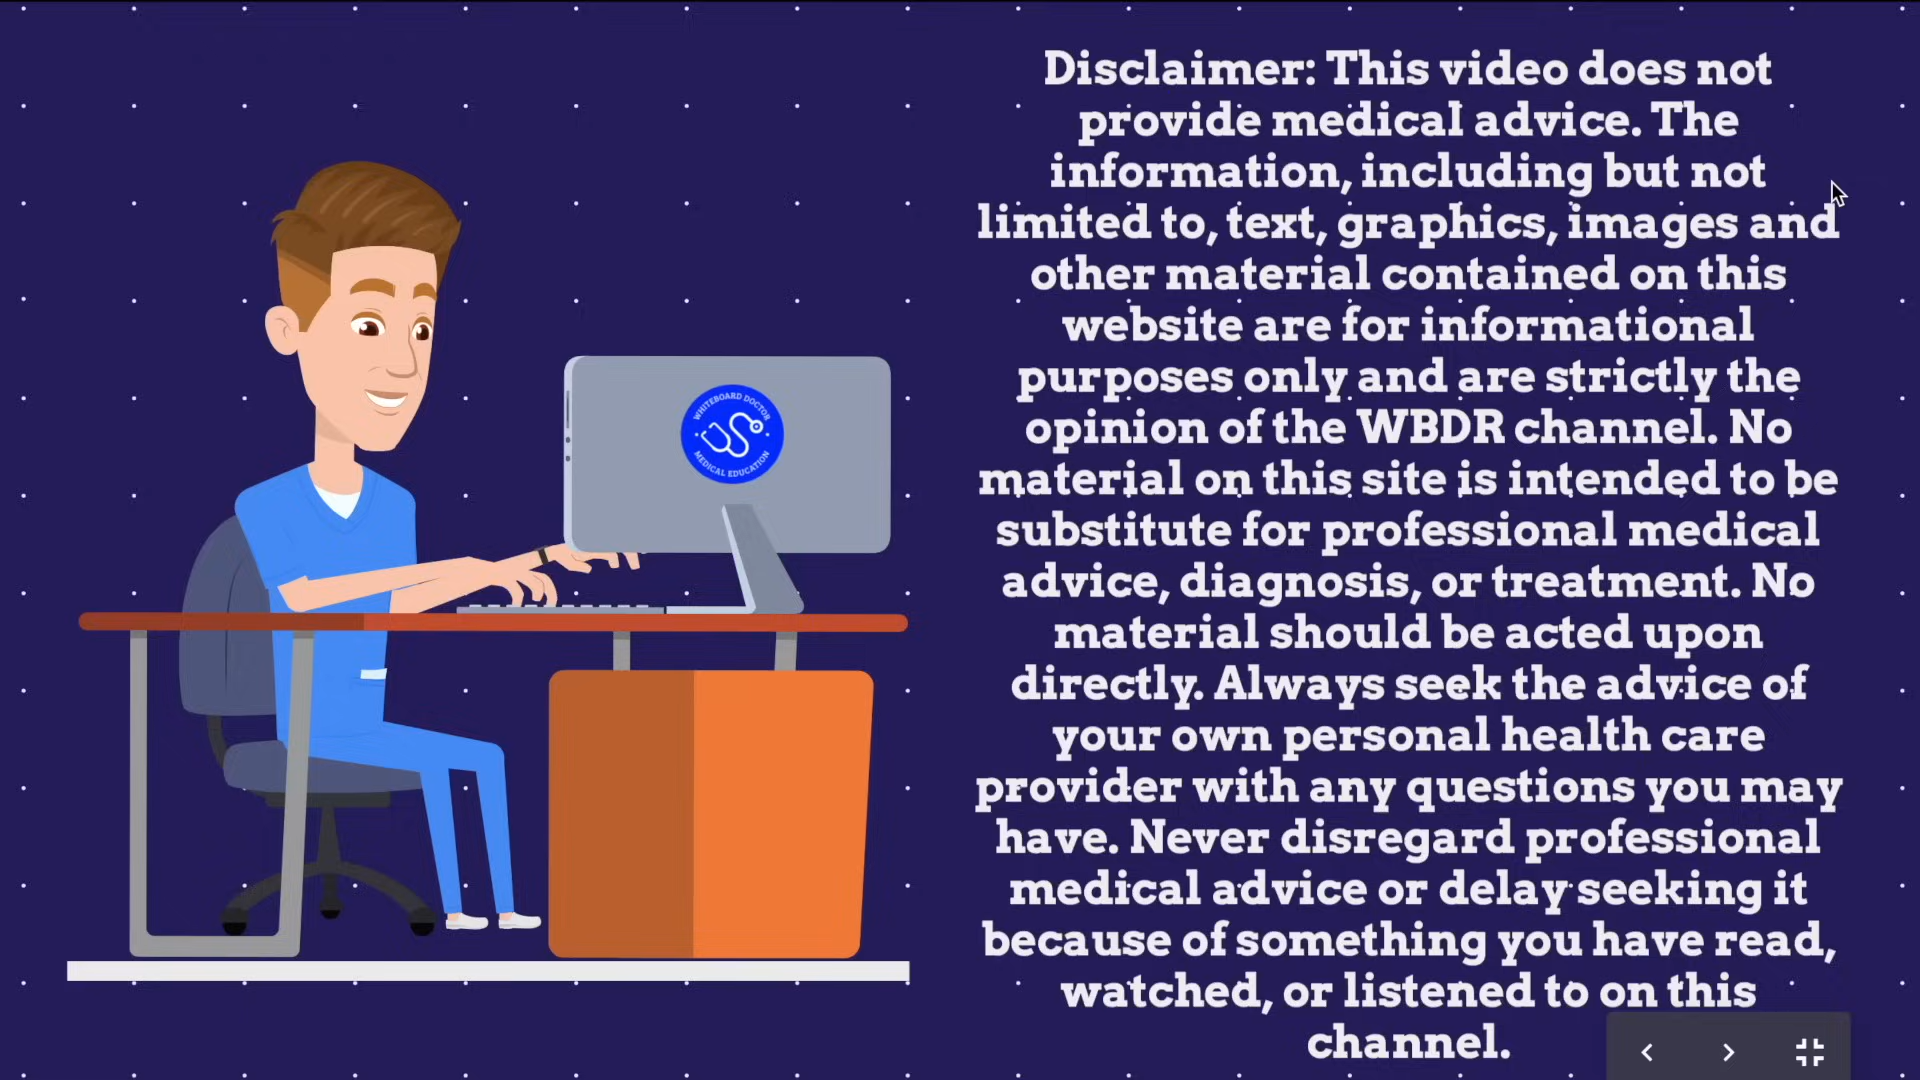 Disclaimer: This video does not
provide medical advice. The
information, including but not
limited to, text, graphics, images and
other material contained on this
website are for informational
purposes only and are strictly the
opinion of the WBDR channel. No
material on this site is intended to be
substitute for professional medical
advice, diagnosis, or treatment. No
material should be acted upon
directly. Always seek the advice of
your own personal health care
provider with any questions you may
have. Never disregard professional
medical advice or delay seeking it
because of something you have read,
watched, or listened to on this
channel.
WHITEBOARD DOCTOR
MEDICAL EDUCATION